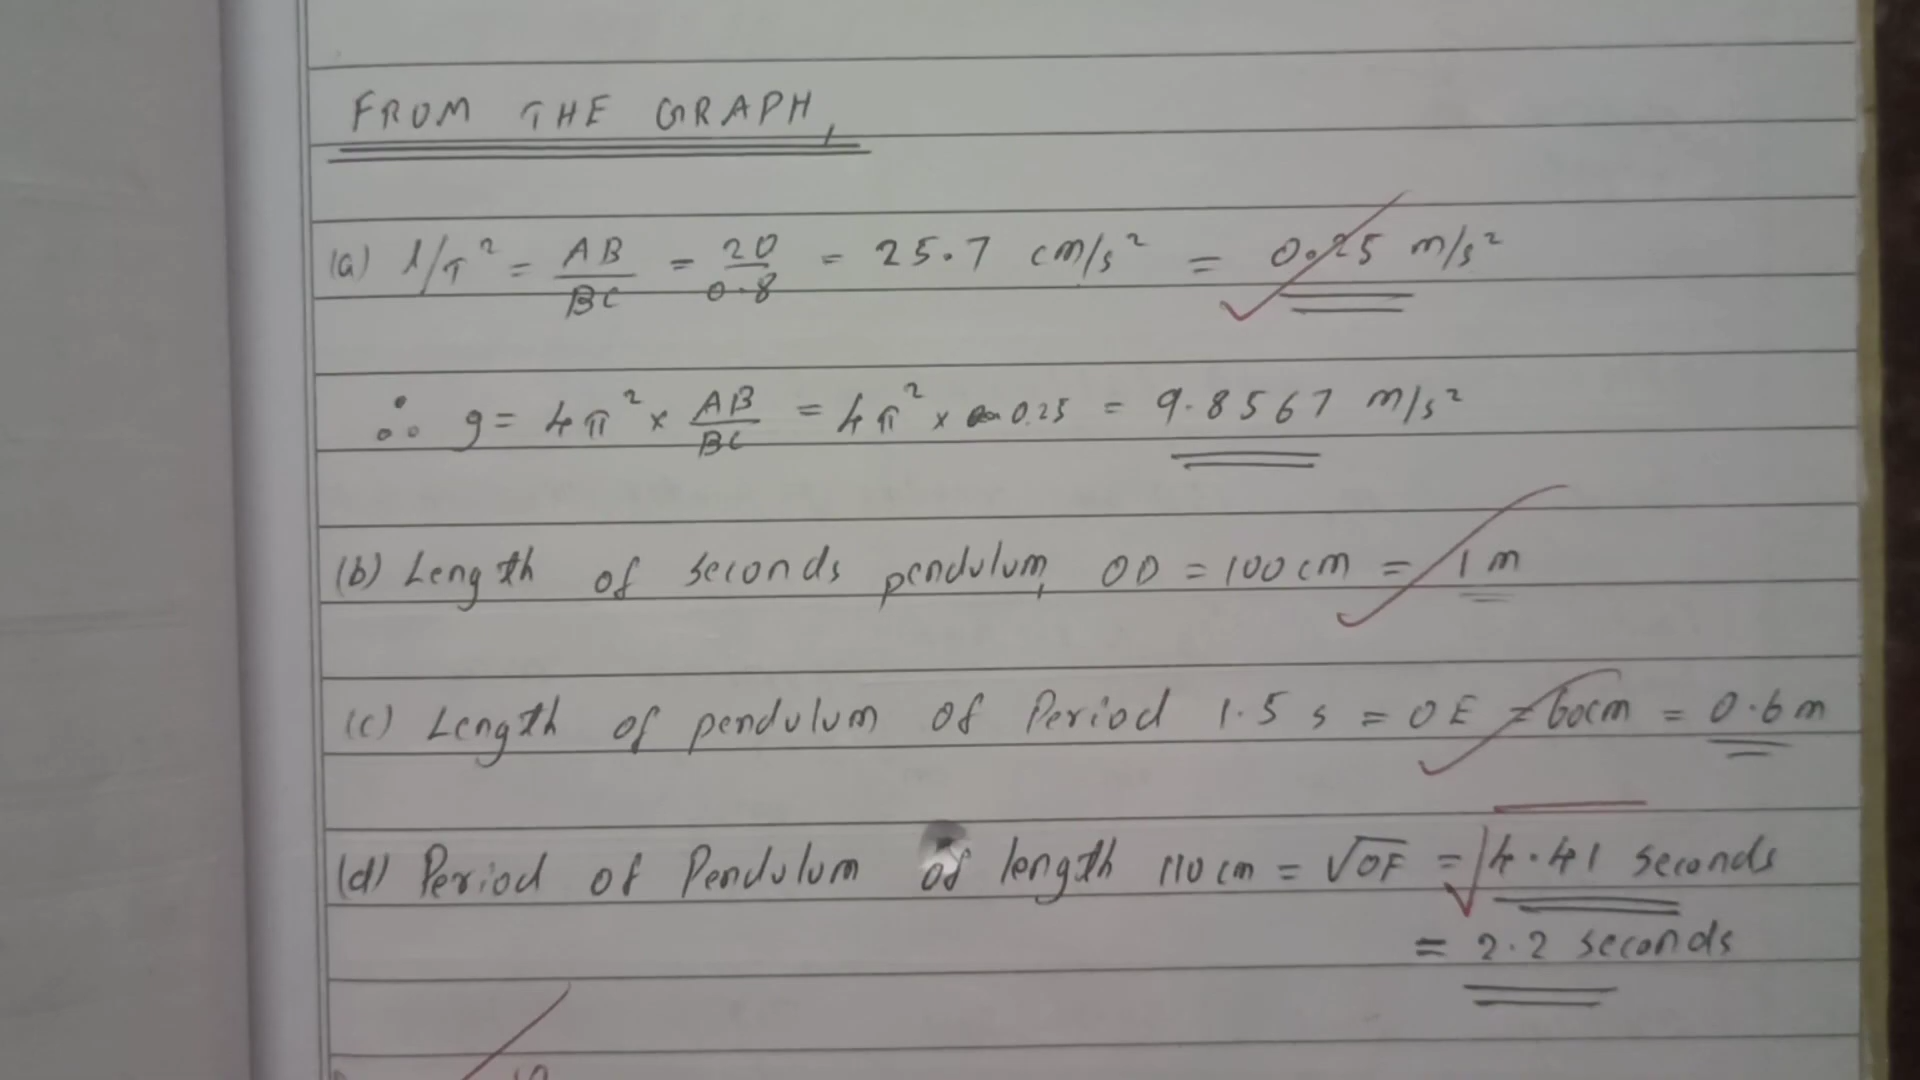 FROM THE GRAPH,
(a) l/T² = AB/BC = 20/0.8 = 25.7 cm/s² = 0.25 m/s²
∴ g = 4π² × AB/BC = 4π² × 0.25 = 9.8567 m/s²
(b) Length of seconds pendulum, OD = 100 cm = 1 m
(c) Length of pendulum of Period 1.5 s = OE = 60cm = 0.6 m
(d) Period of Pendulum of length 110 cm = √OF = √4.41 seconds
= 2.2 seconds